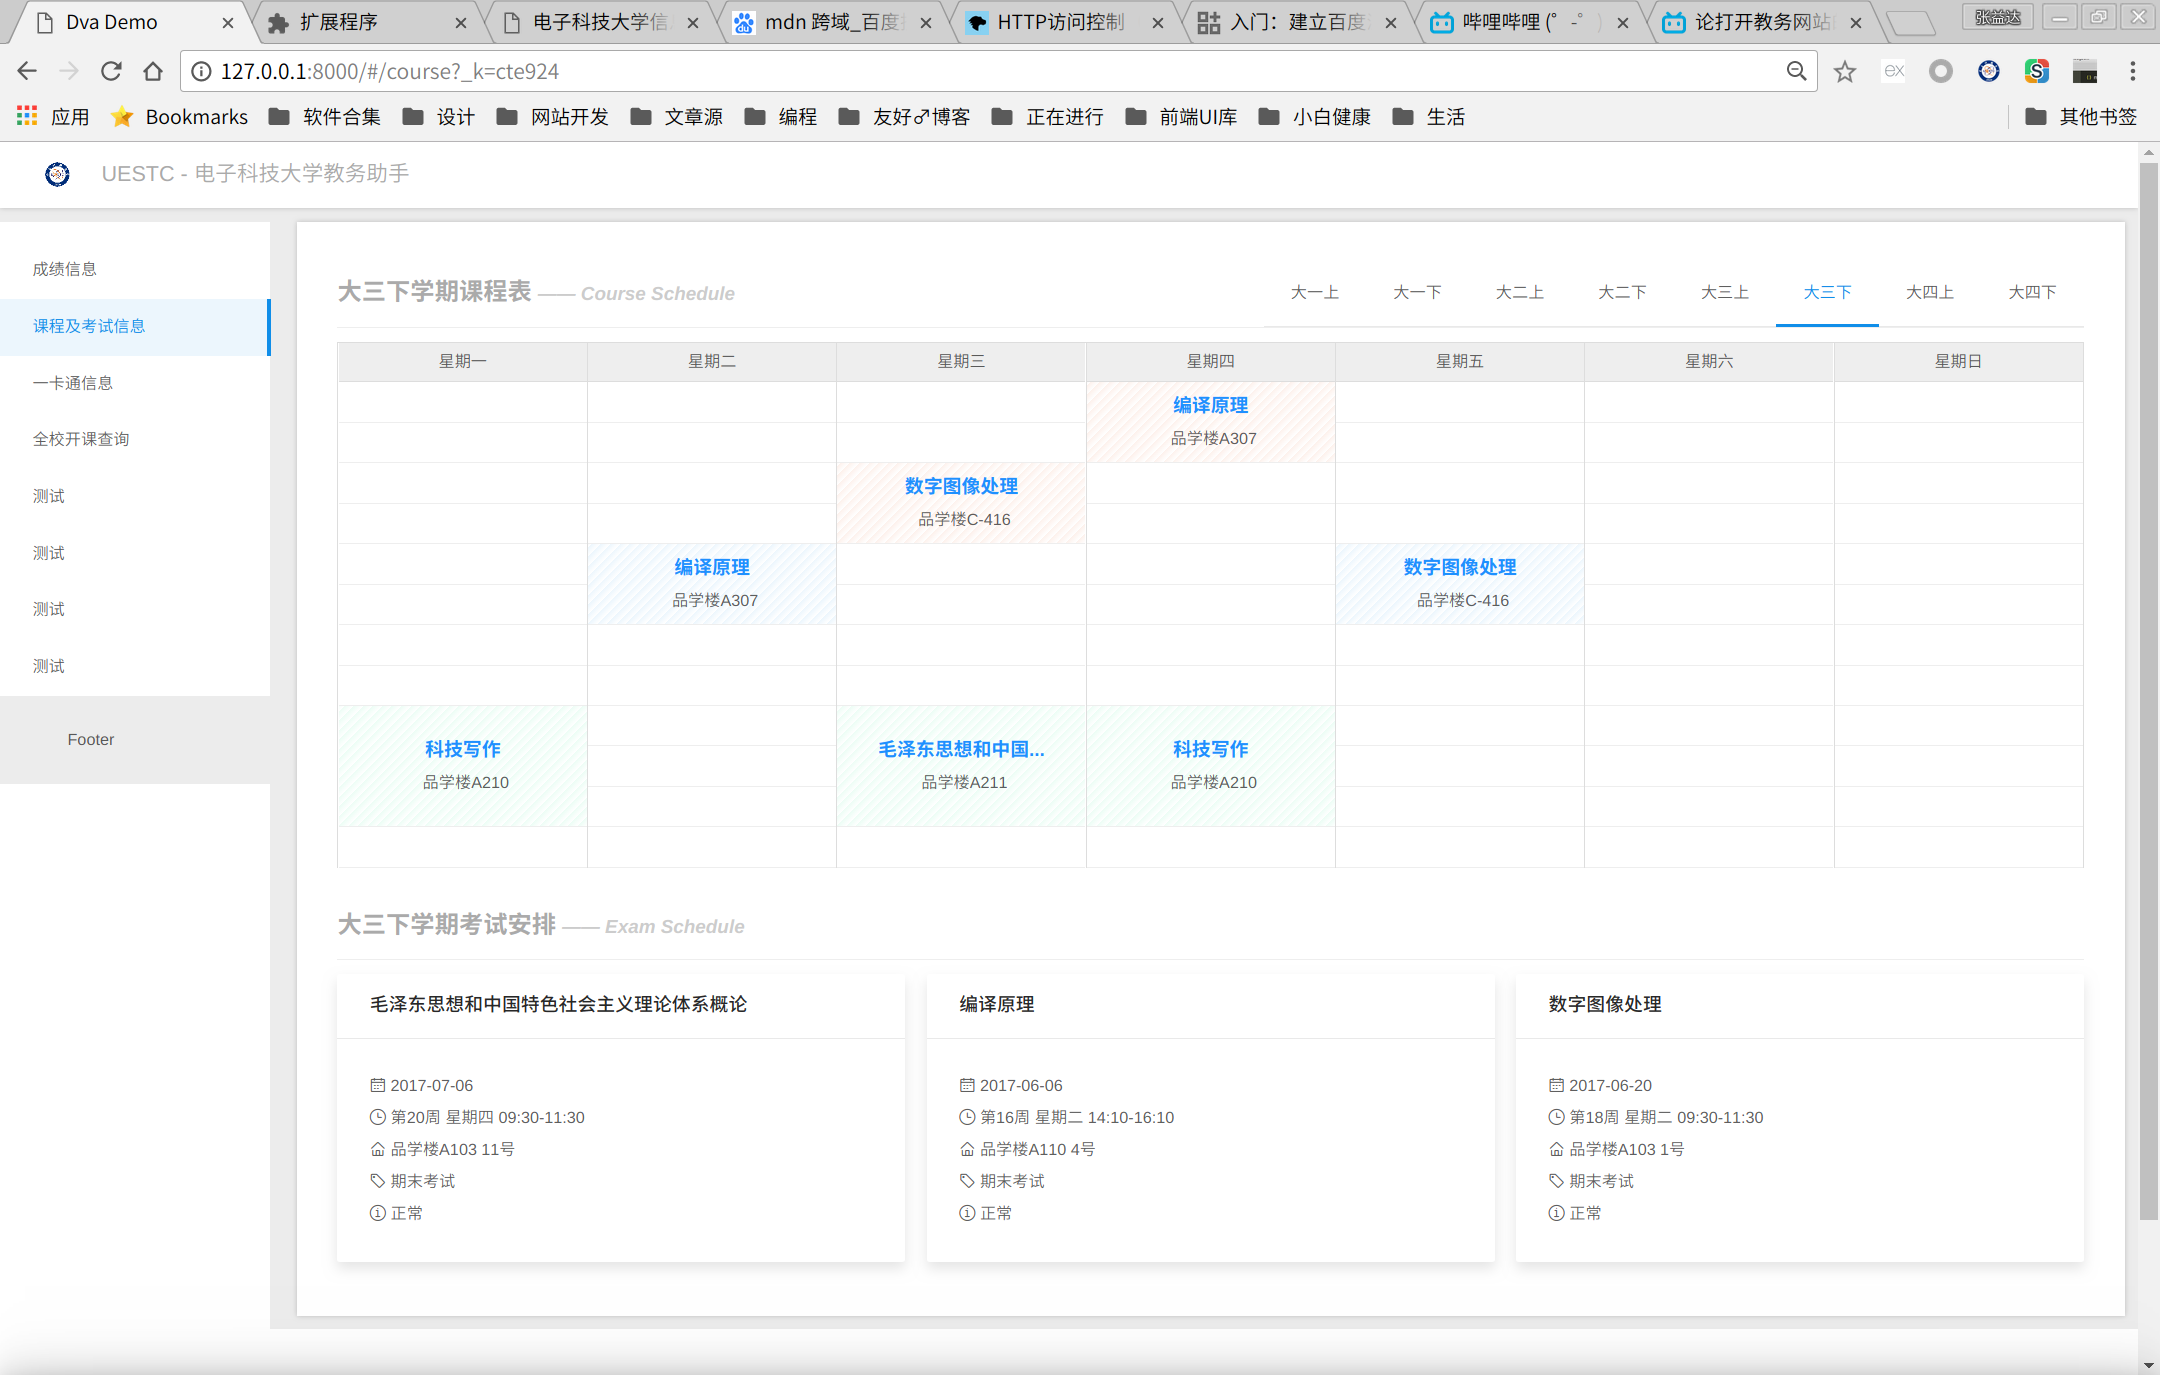 Dva Demo 扩展程序 电子科技大学信 mdn 跨域_百度 HTTP访问控制 入门：建立百度 哔哩哔哩 (゜-゜) 论打开教务网站 张益达
127.0.0.1:8000/#/course?_k=cte924
应用 Bookmarks 软件合集 设计 网站开发 文章源 编程 友好♂博客 正在进行 前端UI库 小白健康 生活 其他书签
UESTC - 电子科技大学教务助手
成绩信息
课程及考试信息
一卡通信息
全校开课查询
测试
测试
测试
测试
Footer
大三下学期课程表 —— Course Schedule
大一上 大一下 大二上 大二下 大三上 大三下 大四上 大四下
星期一 星期二 星期三 星期四 星期五 星期六 星期日
编译原理
品学楼A307
数字图像处理
品学楼C-416
编译原理 数字图像处理
品学楼A307 品学楼C-416
科技写作 毛泽东思想和中国... 科技写作
品学楼A210 品学楼A211 品学楼A210
大三下学期考试安排 —— Exam Schedule
毛泽东思想和中国特色社会主义理论体系概论
2017-07-06
第20周 星期四 09:30-11:30
品学楼A103 11号
期末考试
正常
编译原理
2017-06-06
第16周 星期二 14:10-16:10
品学楼A110 4号
期末考试
正常
数字图像处理
2017-06-20
第18周 星期二 09:30-11:30
品学楼A103 1号
期末考试
正常